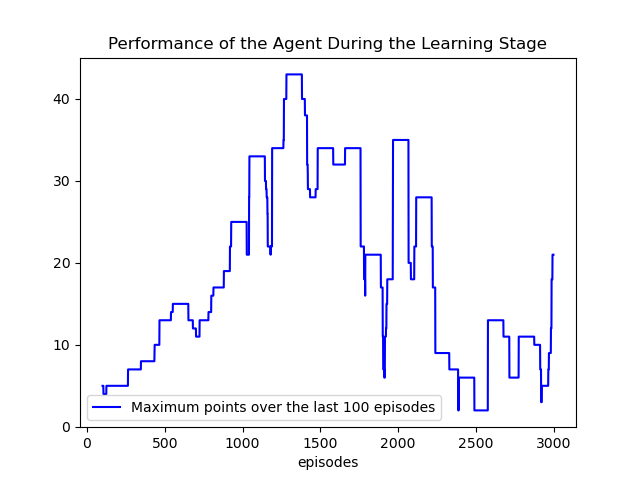 Performance of the Agent During the Learning Stage
40
30
20
10
0
Maximum points over the last 100 episodes
0 500 1000 1500 2000 2500 3000
episodes